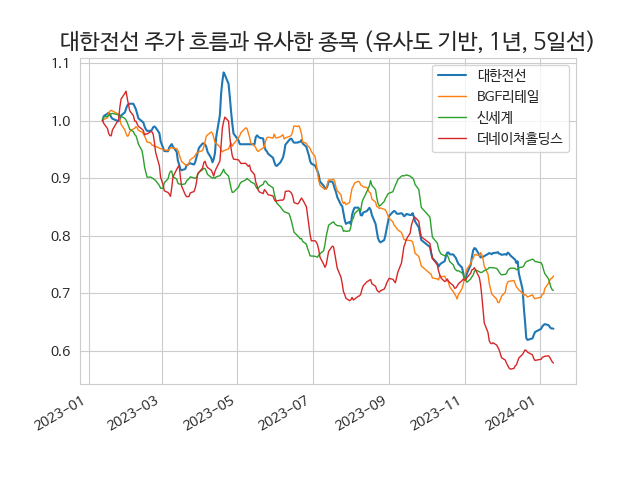 대한전선 주가 흐름과 유사한 종목 (유사도 기반, 1년, 5일선)
1.1
1.0
0.9
0.8
0.7
0.6
대한전선
BGF리테일
신세계
더네이쳐홀딩스
2023-01
2023-03
2023-05
2023-07
2023-09
2023-11
2024-01